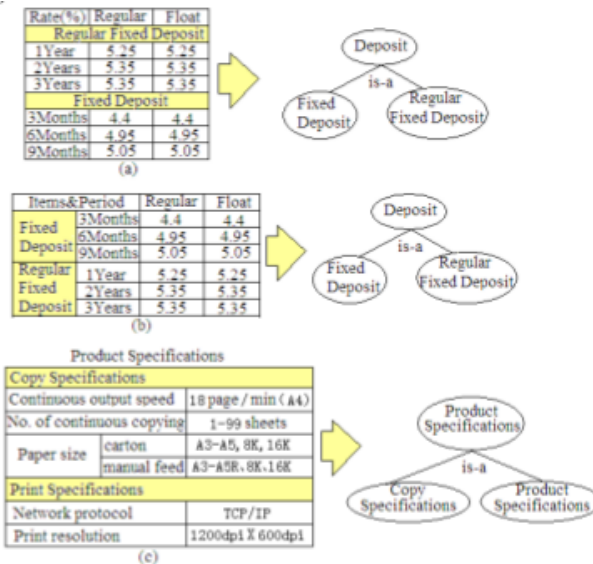 Rate(%) Regular Float
Regular Fixed Deposit
1Year 5.25 5.25
2Years 5.35 5.35
3Years 5.35 5.35
Fixed Deposit
3Months 4.4 4.4
6Months 4.95 4.95
9Months 5.05 5.05
(a)
Deposit
is-a
Fixed
Deposit
Regular
Fixed Deposit
Items&Period Regular Float
Fixed
Deposit
3Months 4.4 4.4
6Months 4.95 4.95
9Months 5.05 5.05
Regular
Fixed
Deposit
1Year 5.25 5.25
2Years 5.35 5.35
3Years 5.35 5.35
(b)
Deposit
is-a
Fixed
Deposit
Regular
Fixed Deposit
Product Specifications
Copy Specifications
Continuous output speed 18 page/min(A4)
No. of continuous copying 1-99 sheets
Paper size
carton A3-A5, 8K, 16K
manual feed A3-A5R、8K、16K
Print Specifications
Network protocol TCP/IP
Print resolution 1200dpi X 600dpi
(c)
Product
Specifications
is-a
Copy
Specifications
Product
Specifications